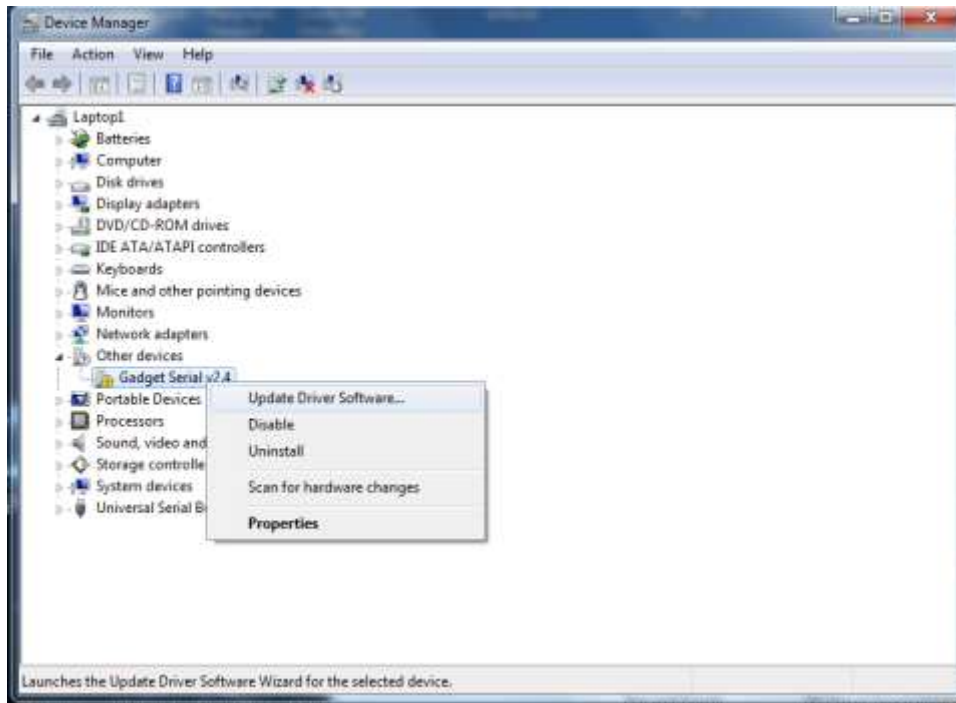 Device Manager
File Action View Help
Laptop1
Batteries
Computer
Disk drives
Display adapters
DVD/CD-ROM drives
IDE ATA/ATAPI controllers
Keyboards
Mice and other pointing devices
Monitors
Network adapters
Other devices
Gadget Serial v2.4
Portable Devices
Processors
Sound, video and
Storage controlle
System devices
Universal Serial B
Update Driver Software...
Disable
Uninstall
Scan for hardware changes
Properties
Launches the Update Driver Software Wizard for the selected device.